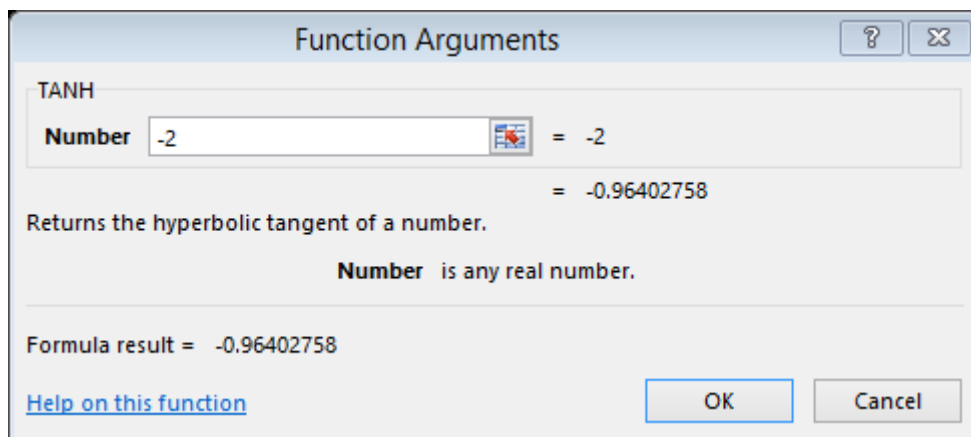 Function Arguments
?
TANH
Number -2 = -2
= -0.96402758
Returns the hyperbolic tangent of a number.
Number is any real number.
Formula result = -0.96402758
Help on this function
OK Cancel